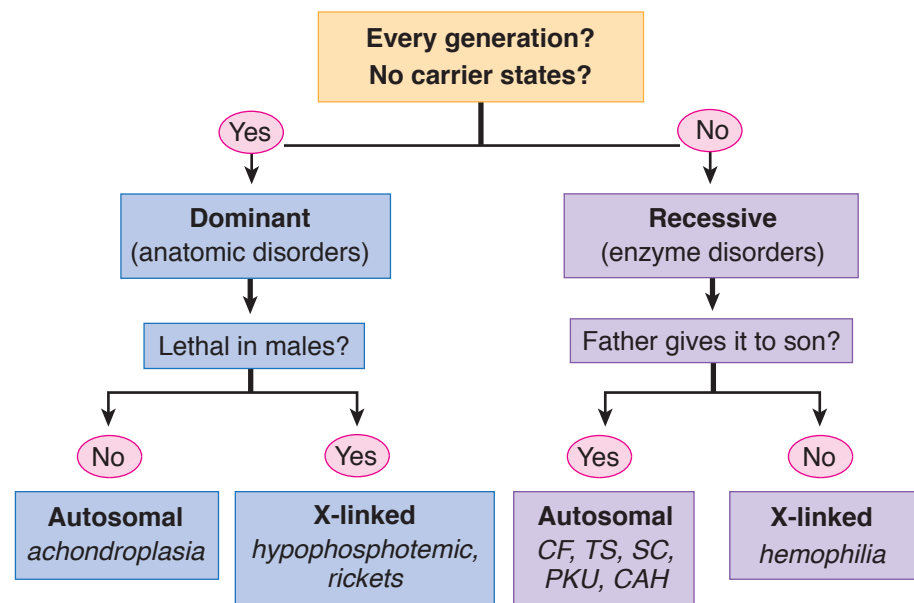 Every generation?
No carrier states?
Yes
No
Dominant
(anatomic disorders)
Recessive
(enzyme disorders)
Lethal in males?
Father gives it to son?
No
Yes
Yes
No
Autosomal
achondroplasia
X-linked
hypophosphotemic,
rickets
Autosomal
CF, TS, SC,
PKU, CAH
X-linked
hemophilia